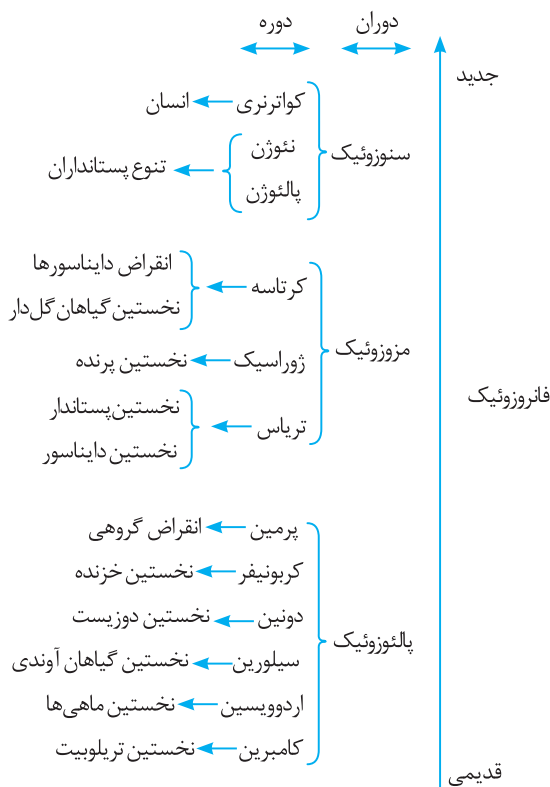 دوران دوره
جدید
کواترنری انسان
سنوزوئیک
نئوژن
تنوع پستانداران
پالئوژن
انقراض دایناسورها
کرتاسه
نخستین گیاهان گل‌دار
مزوزوئیک
ژوراسیک نخستین پرنده
فانروزوئیک
نخستین‌پستاندار
تریاس
نخستین دایناسور
پرمین انقراض گروهی
کربونیفر نخستین خزنده
دونین نخستین دوزیست
پالئوزوئیک
سیلورین نخستین گیاهان آوندی
اردوویسین نخستین ماهی‌ها
کامبرین نخستین تریلوبیت
قدیمی